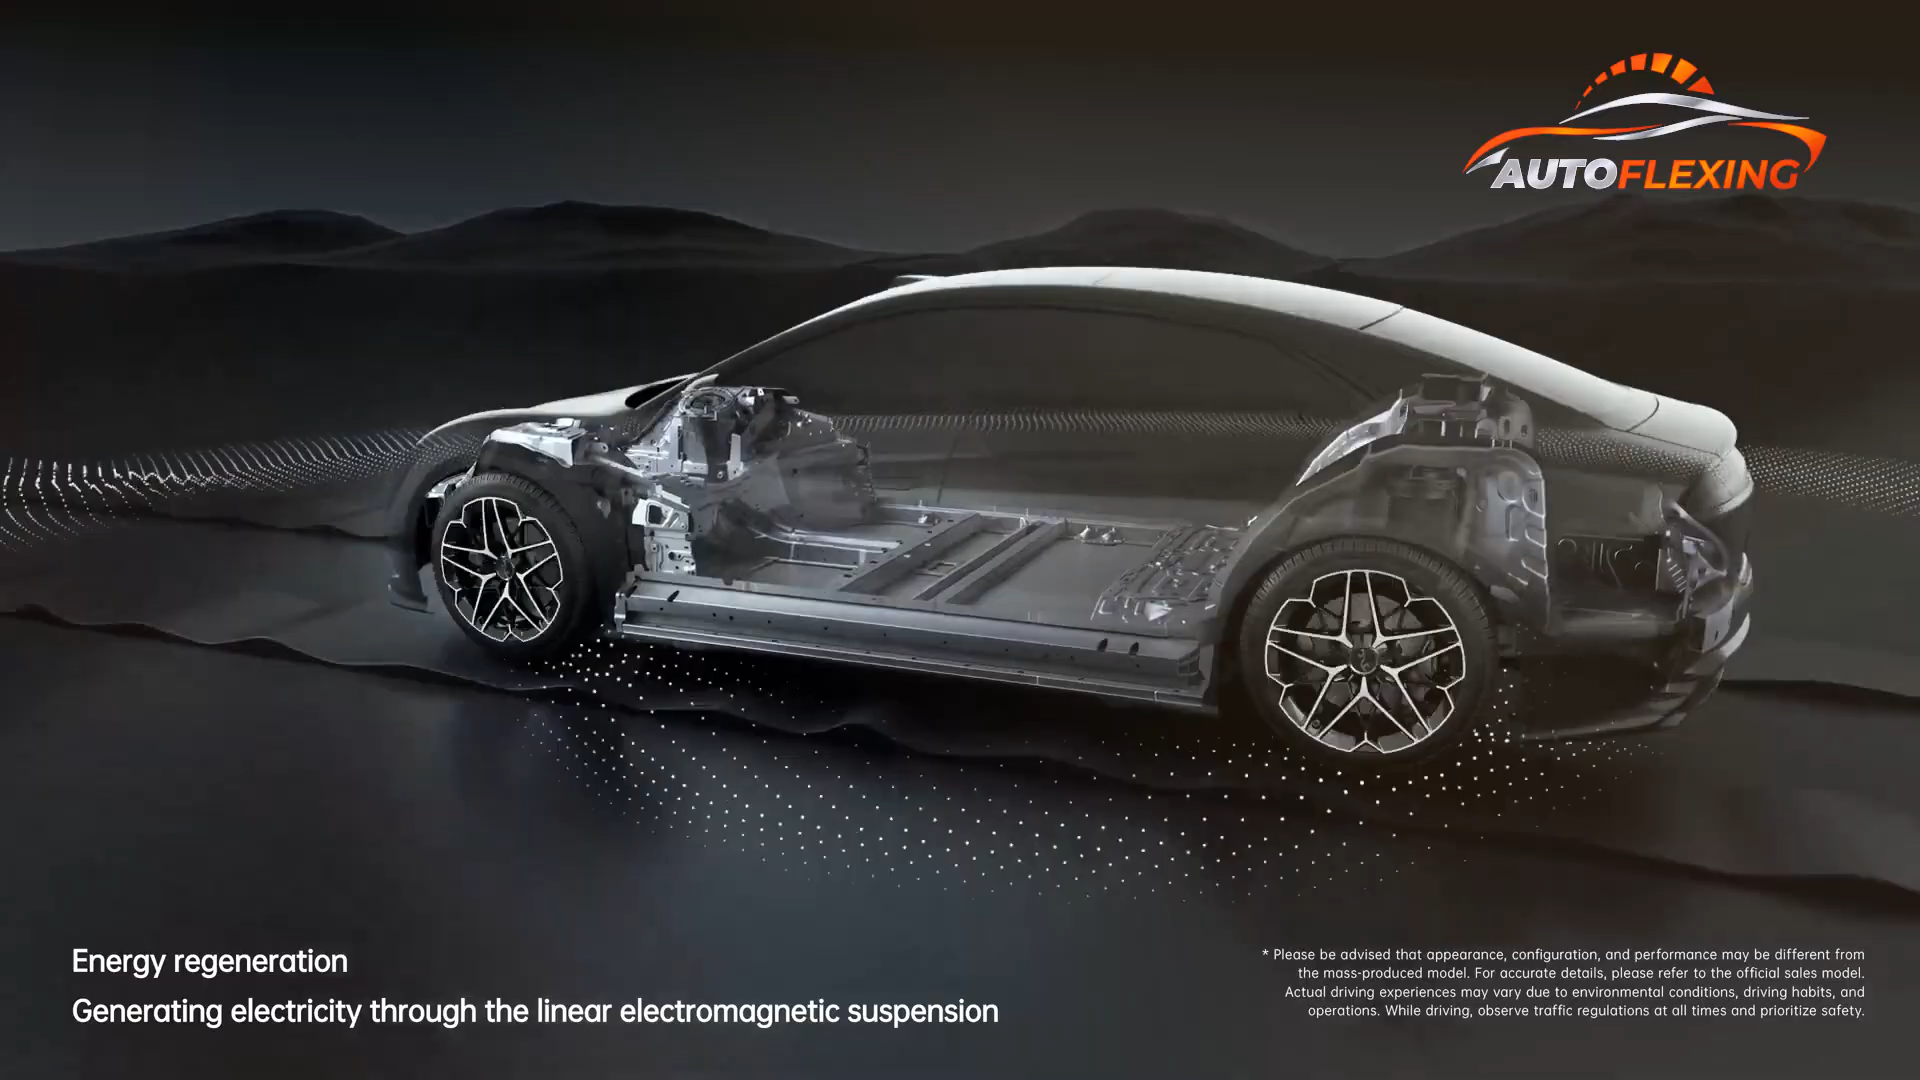 AUTOFLEXING
Energy regeneration
Generating electricity through the linear electromagnetic suspension
* Please be advised that appearance, configuration, and performance may be different from
the mass-produced model. For accurate details, please refer to the official sales model.
Actual driving experiences may vary due to environmental conditions, driving habits, and
operations. While driving, observe traffic regulations at all times and prioritize safety.